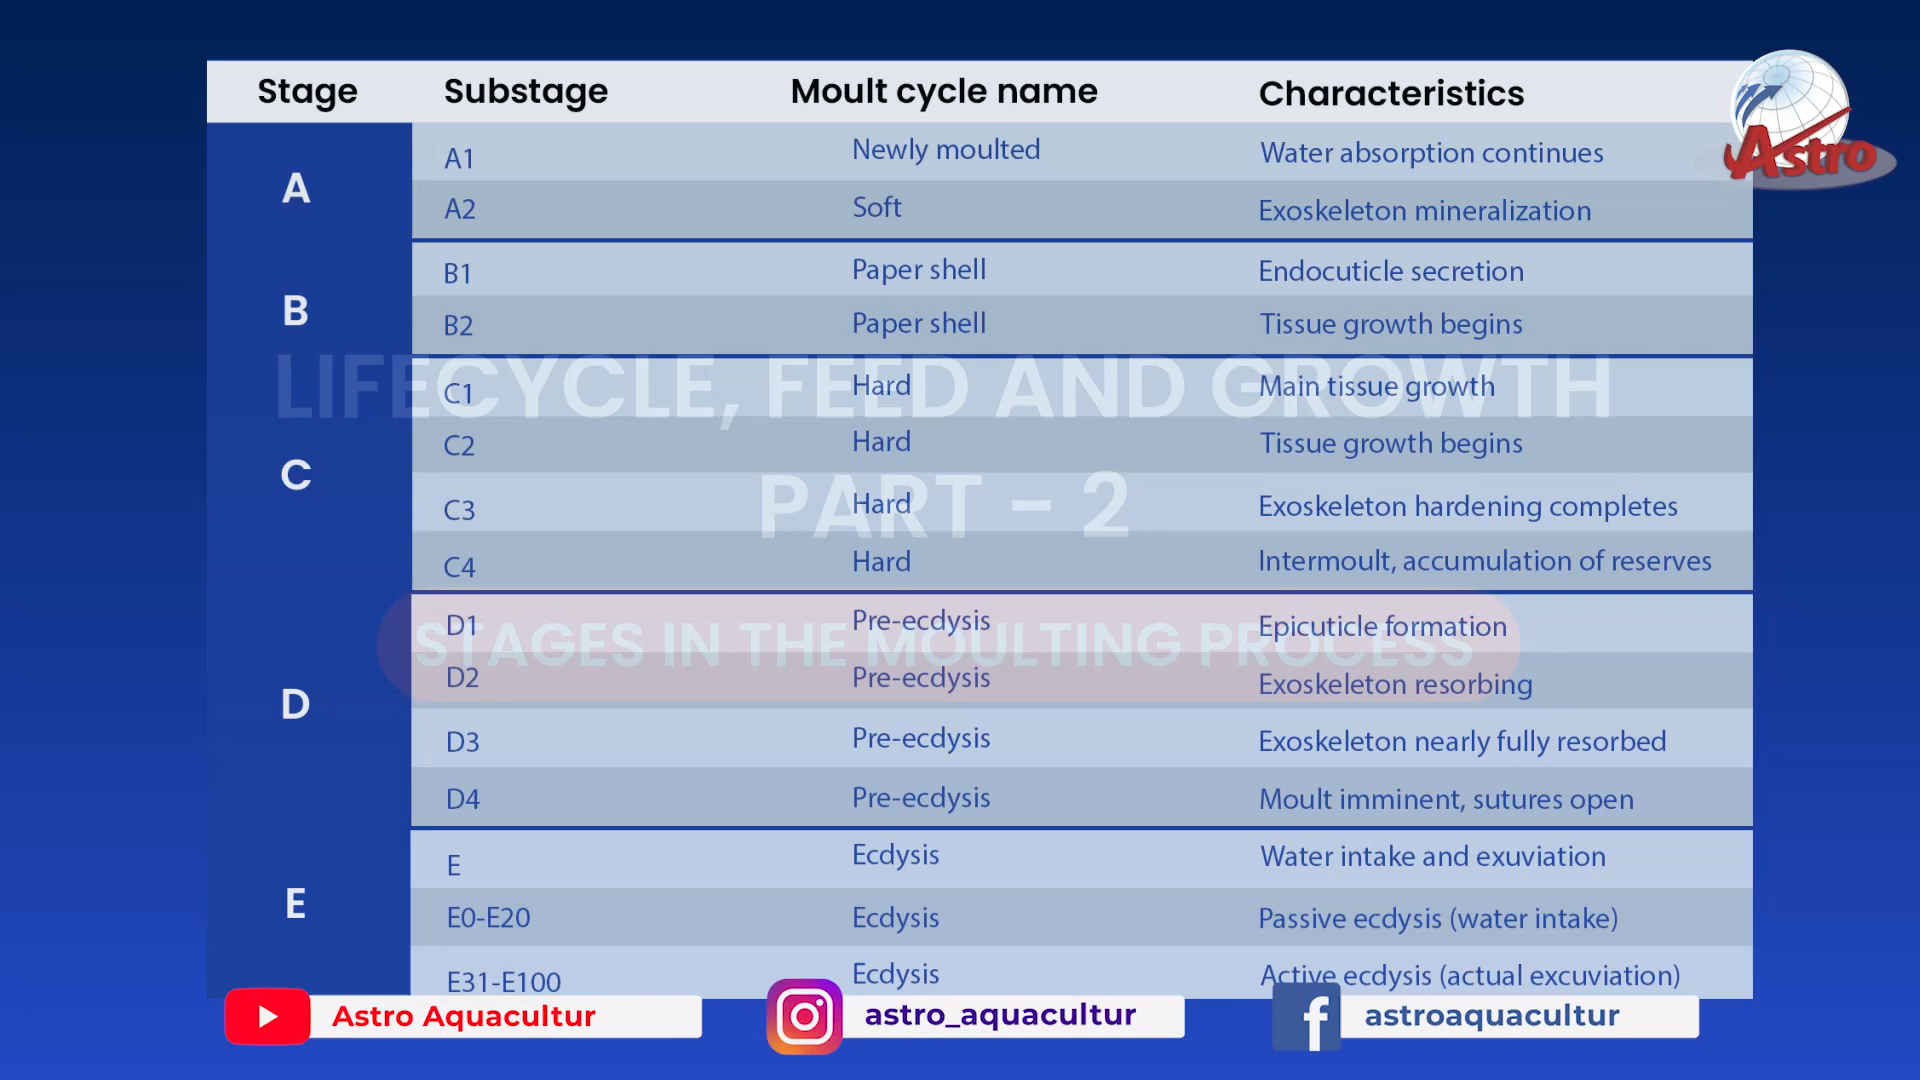 Stage Substage Moult cycle name Characteristics
Astro
A
A1 Newly moulted Water absorption continues
A2 Soft Exoskeleton mineralization
B
B1 Paper shell Endocuticle secretion
B2 Paper shell Tissue growth begins
LIFECYCLE, FEED AND GROWTH
PART - 2
C
C1 Hard Main tissue growth
C2 Hard Tissue growth begins
C3 Hard Exoskeleton hardening completes
C4 Hard Intermoult, accumulation of reserves
STAGES IN THE MOULTING PROCESS
D
D1 Pre-ecdysis Epicuticle formation
D2 Pre-ecdysis Exoskeleton resorbing
D3 Pre-ecdysis Exoskeleton nearly fully resorbed
D4 Pre-ecdysis Moult imminent, sutures open
E
E Ecdysis Water intake and exuviation
E0-E20 Ecdysis Passive ecdysis (water intake)
E31-E100 Ecdysis Active ecdysis (actual excuviation)
Astro Aquacultur astro_aquacultur astroaquacultur